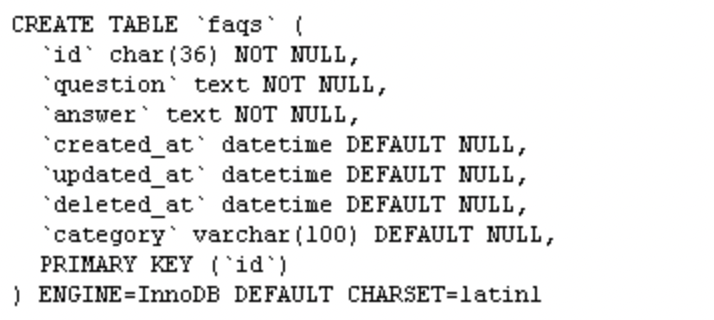 CREATE TABLE `faqs` (
  `id` char(36) NOT NULL,
  `question` text NOT NULL,
  `answer` text NOT NULL,
  `created_at` datetime DEFAULT NULL,
  `updated_at` datetime DEFAULT NULL,
  `deleted_at` datetime DEFAULT NULL,
  `category` varchar(100) DEFAULT NULL,
  PRIMARY KEY (`id`)
) ENGINE=InnoDB DEFAULT CHARSET=latin1